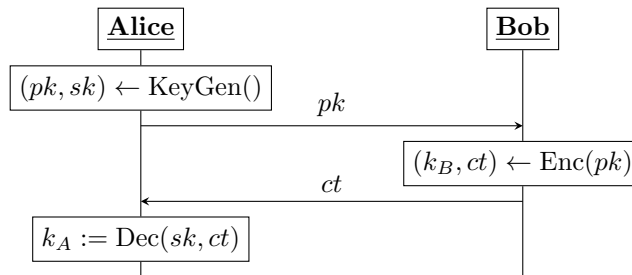 Alice Bob
(pk, sk) ← KeyGen()
pk
(k_B, ct) ← Enc(pk)
ct
k_A := Dec(sk, ct)